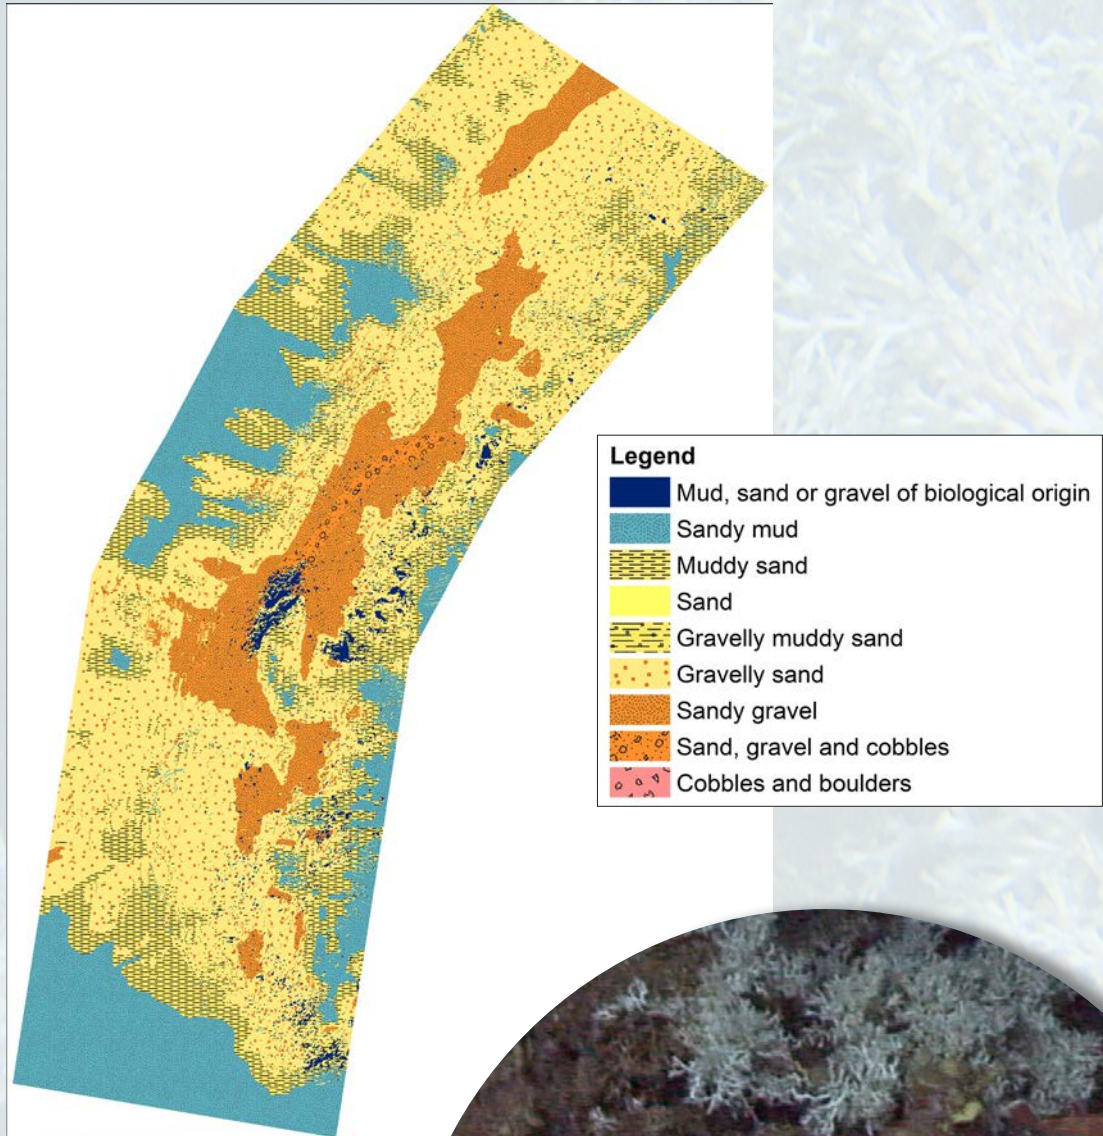 Legend
Mud, sand or gravel of biological origin
Sandy mud
Muddy sand
Sand
Gravelly muddy sand
Gravelly sand
Sandy gravel
Sand, gravel and cobbles
Cobbles and boulders